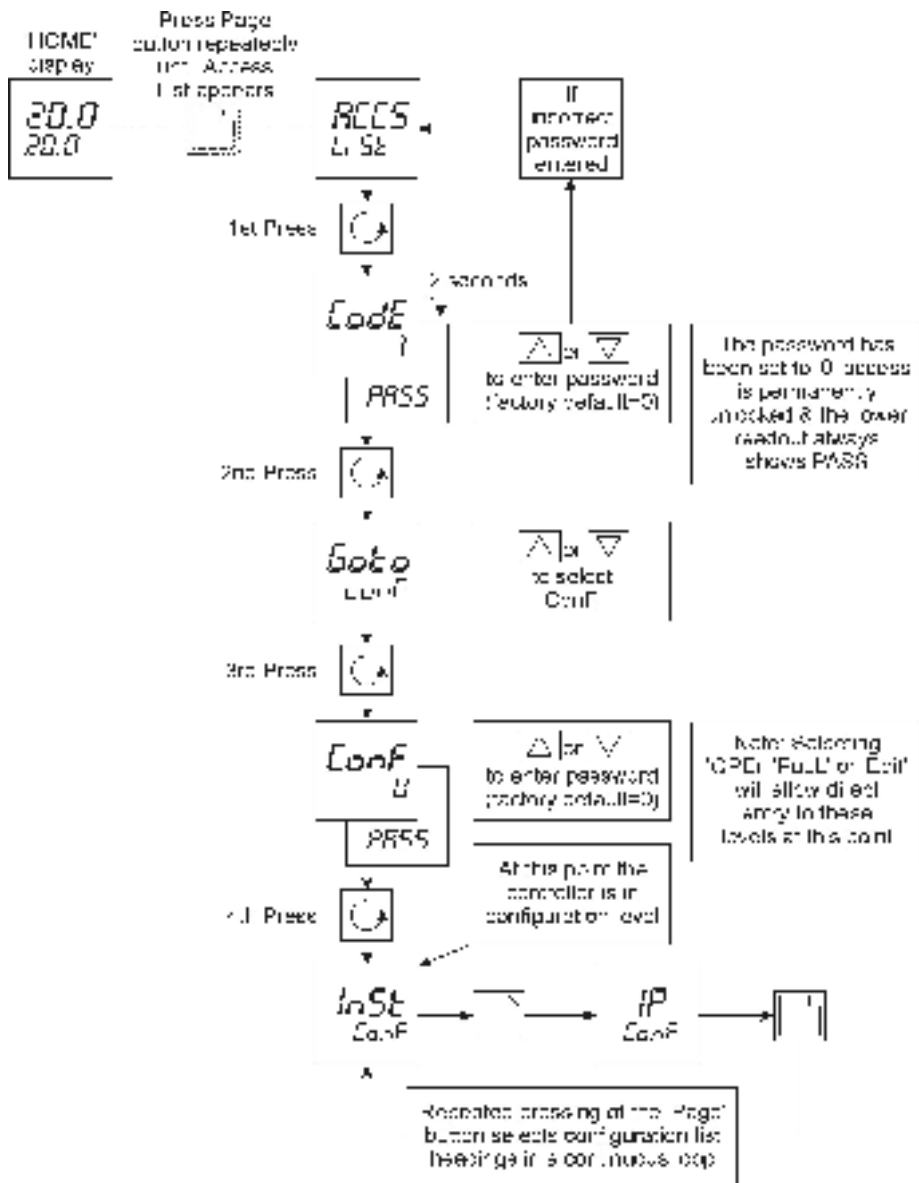 'HOME'
display
Press Page
button repeatedly
until Access
List appears
20.0
20.0
ACCS
LiSt
If
incorrect
password
entered
1st Press
2 seconds
CodE
PASS
or
to enter password
(factory default=0)
The password has
been set to 0 access
is permanently
unlocked & the lower
readout always
shows PASS
2nd Press
Goto
conF
or
to select
ConF
3rd Press
ConF
0
PASS
or
to enter password
(factory default=0)
Note: Selecting
'OPEr' 'FuLL' or Edit'
will allow direct
entry to these
levels at this point
At this point the
controller is in
configuration level
4th Press
InSt
ConF
IP
ConF
Repeated pressing of the 'Page'
button selects configuration list
headings in a continuous loop